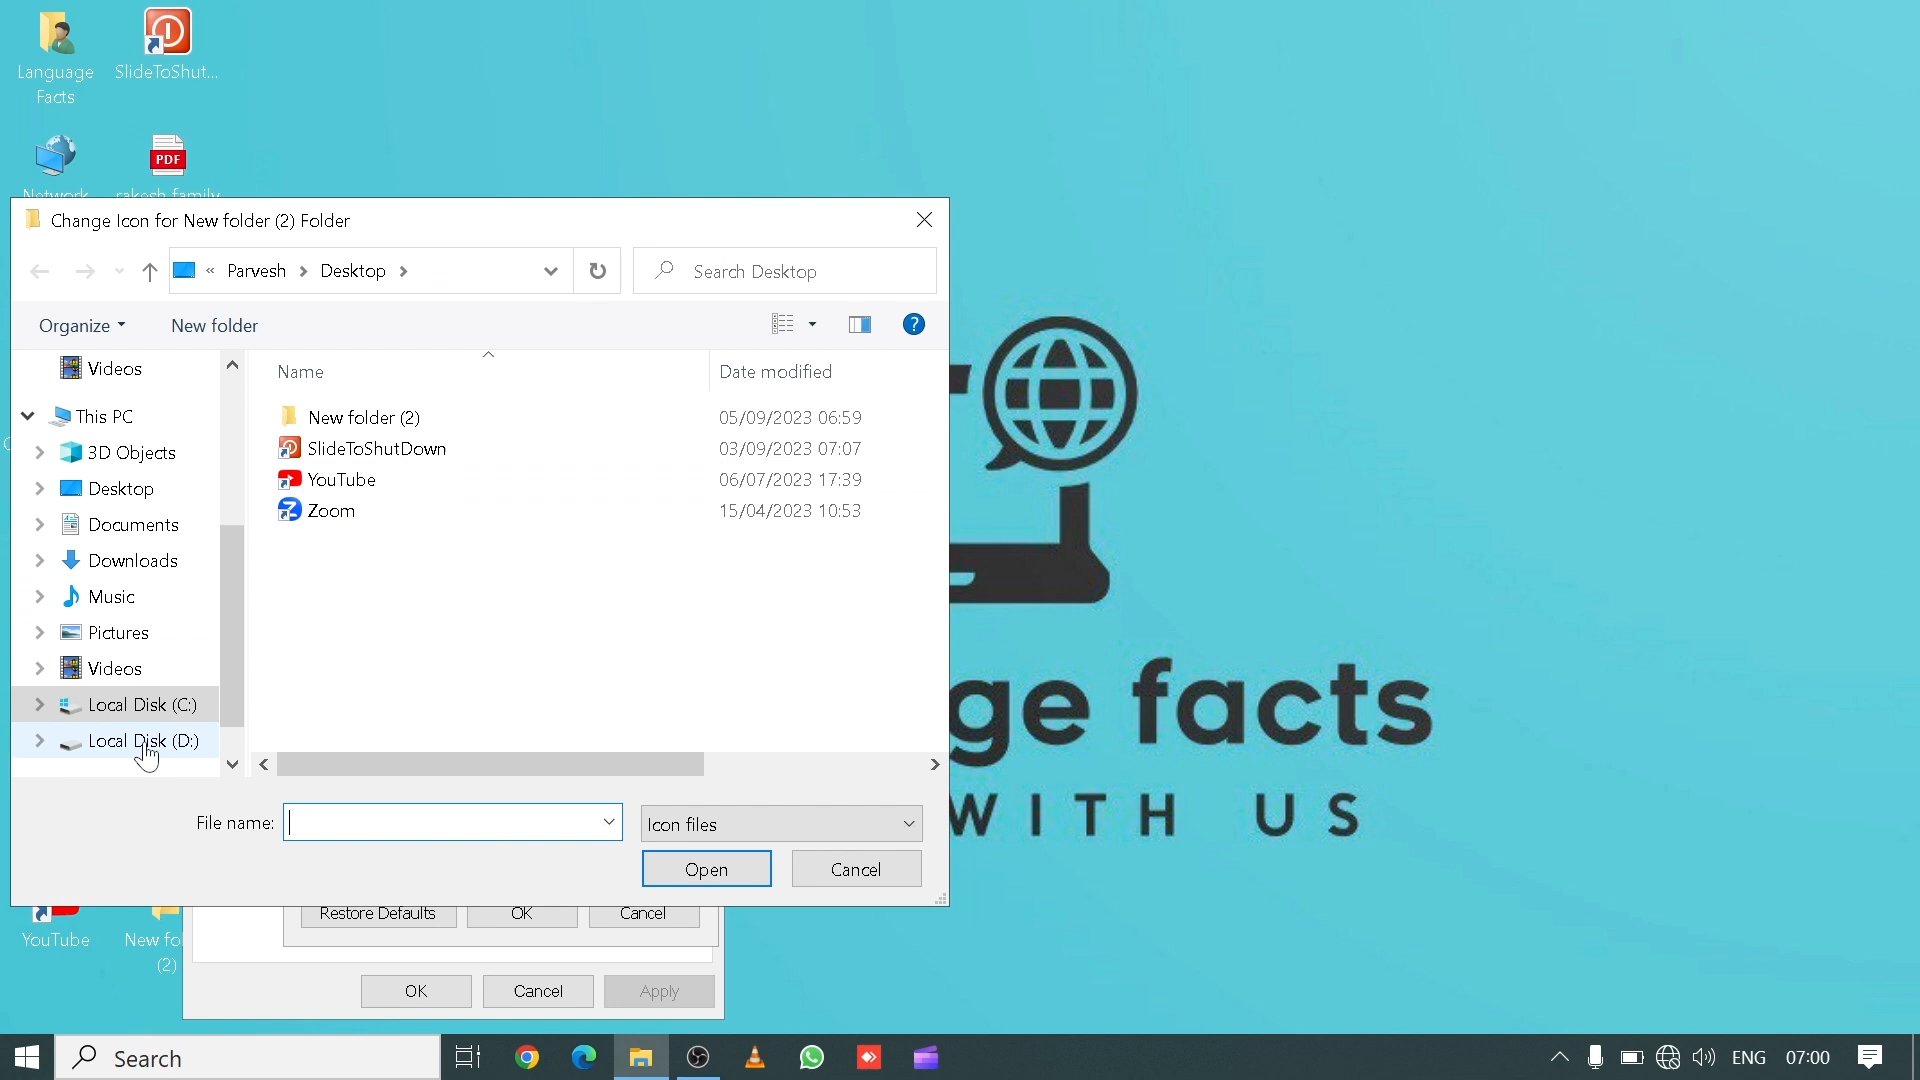 Language
Facts
SlideToShut...
Network
PDF
rakesh family
Change Icon for New folder (2) Folder
« Parvesh > Desktop >
Search Desktop
Organize
New folder
?
Videos
This PC
3D Objects
Desktop
Documents
Downloads
Music
Pictures
Videos
Local Disk (C:)
Local Disk (D:)
Name
Date modified
New folder (2) 05/09/2023 06:59
SlideToShutDown 03/09/2023 07:07
YouTube 06/07/2023 17:39
Zoom 15/04/2023 10:53
File name:
Icon files
Open
Cancel
Restore Defaults
OK
Cancel
OK
Cancel
Apply
YouTube
New fol
(2)
ge facts
WITH US
Search
ENG
07:00